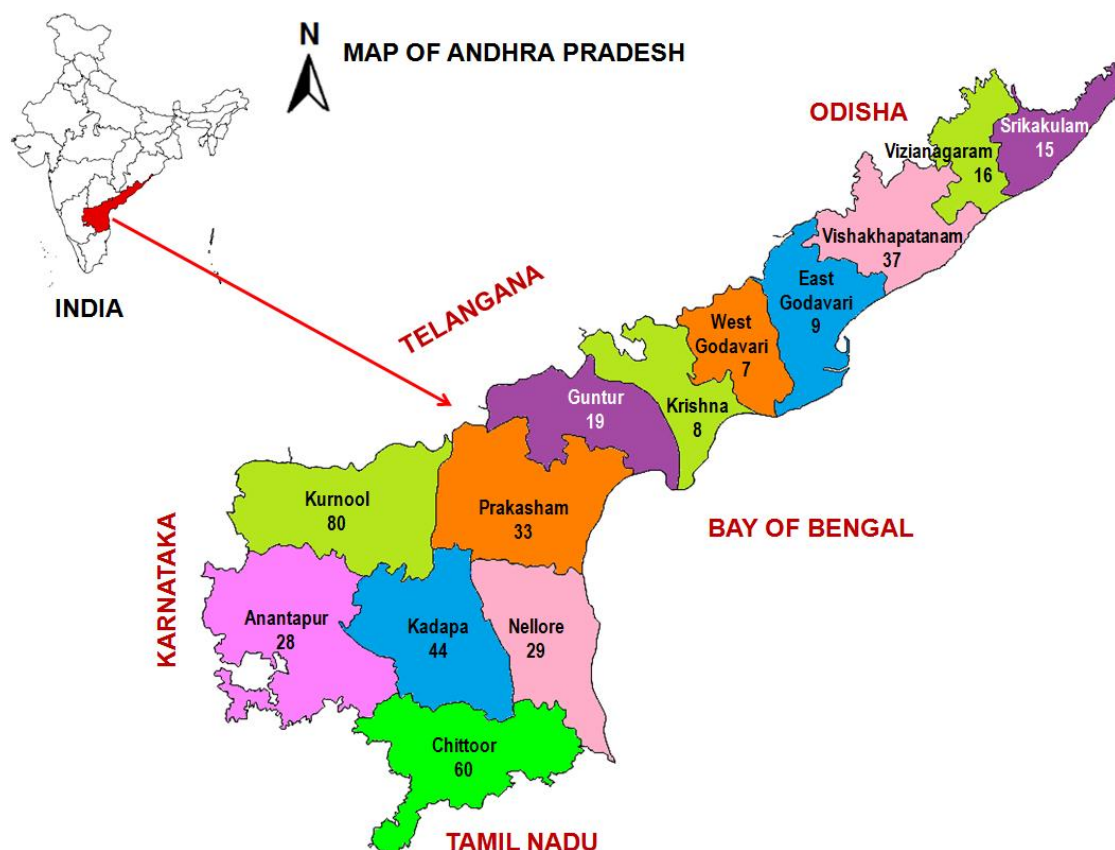 N
MAP OF ANDHRA PRADESH
INDIA
ODISHA
Srikakulam
15
Vizianagaram
16
Vishakhapatanam
37
East
Godavari
9
TELANGANA
West
Godavari
7
Krishna
8
Guntur
19
Kurnool
80
Prakasham
33
BAY OF BENGAL
KARNATAKA
Anantapur
28
Kadapa
44
Nellore
29
Chittoor
60
TAMIL NADU